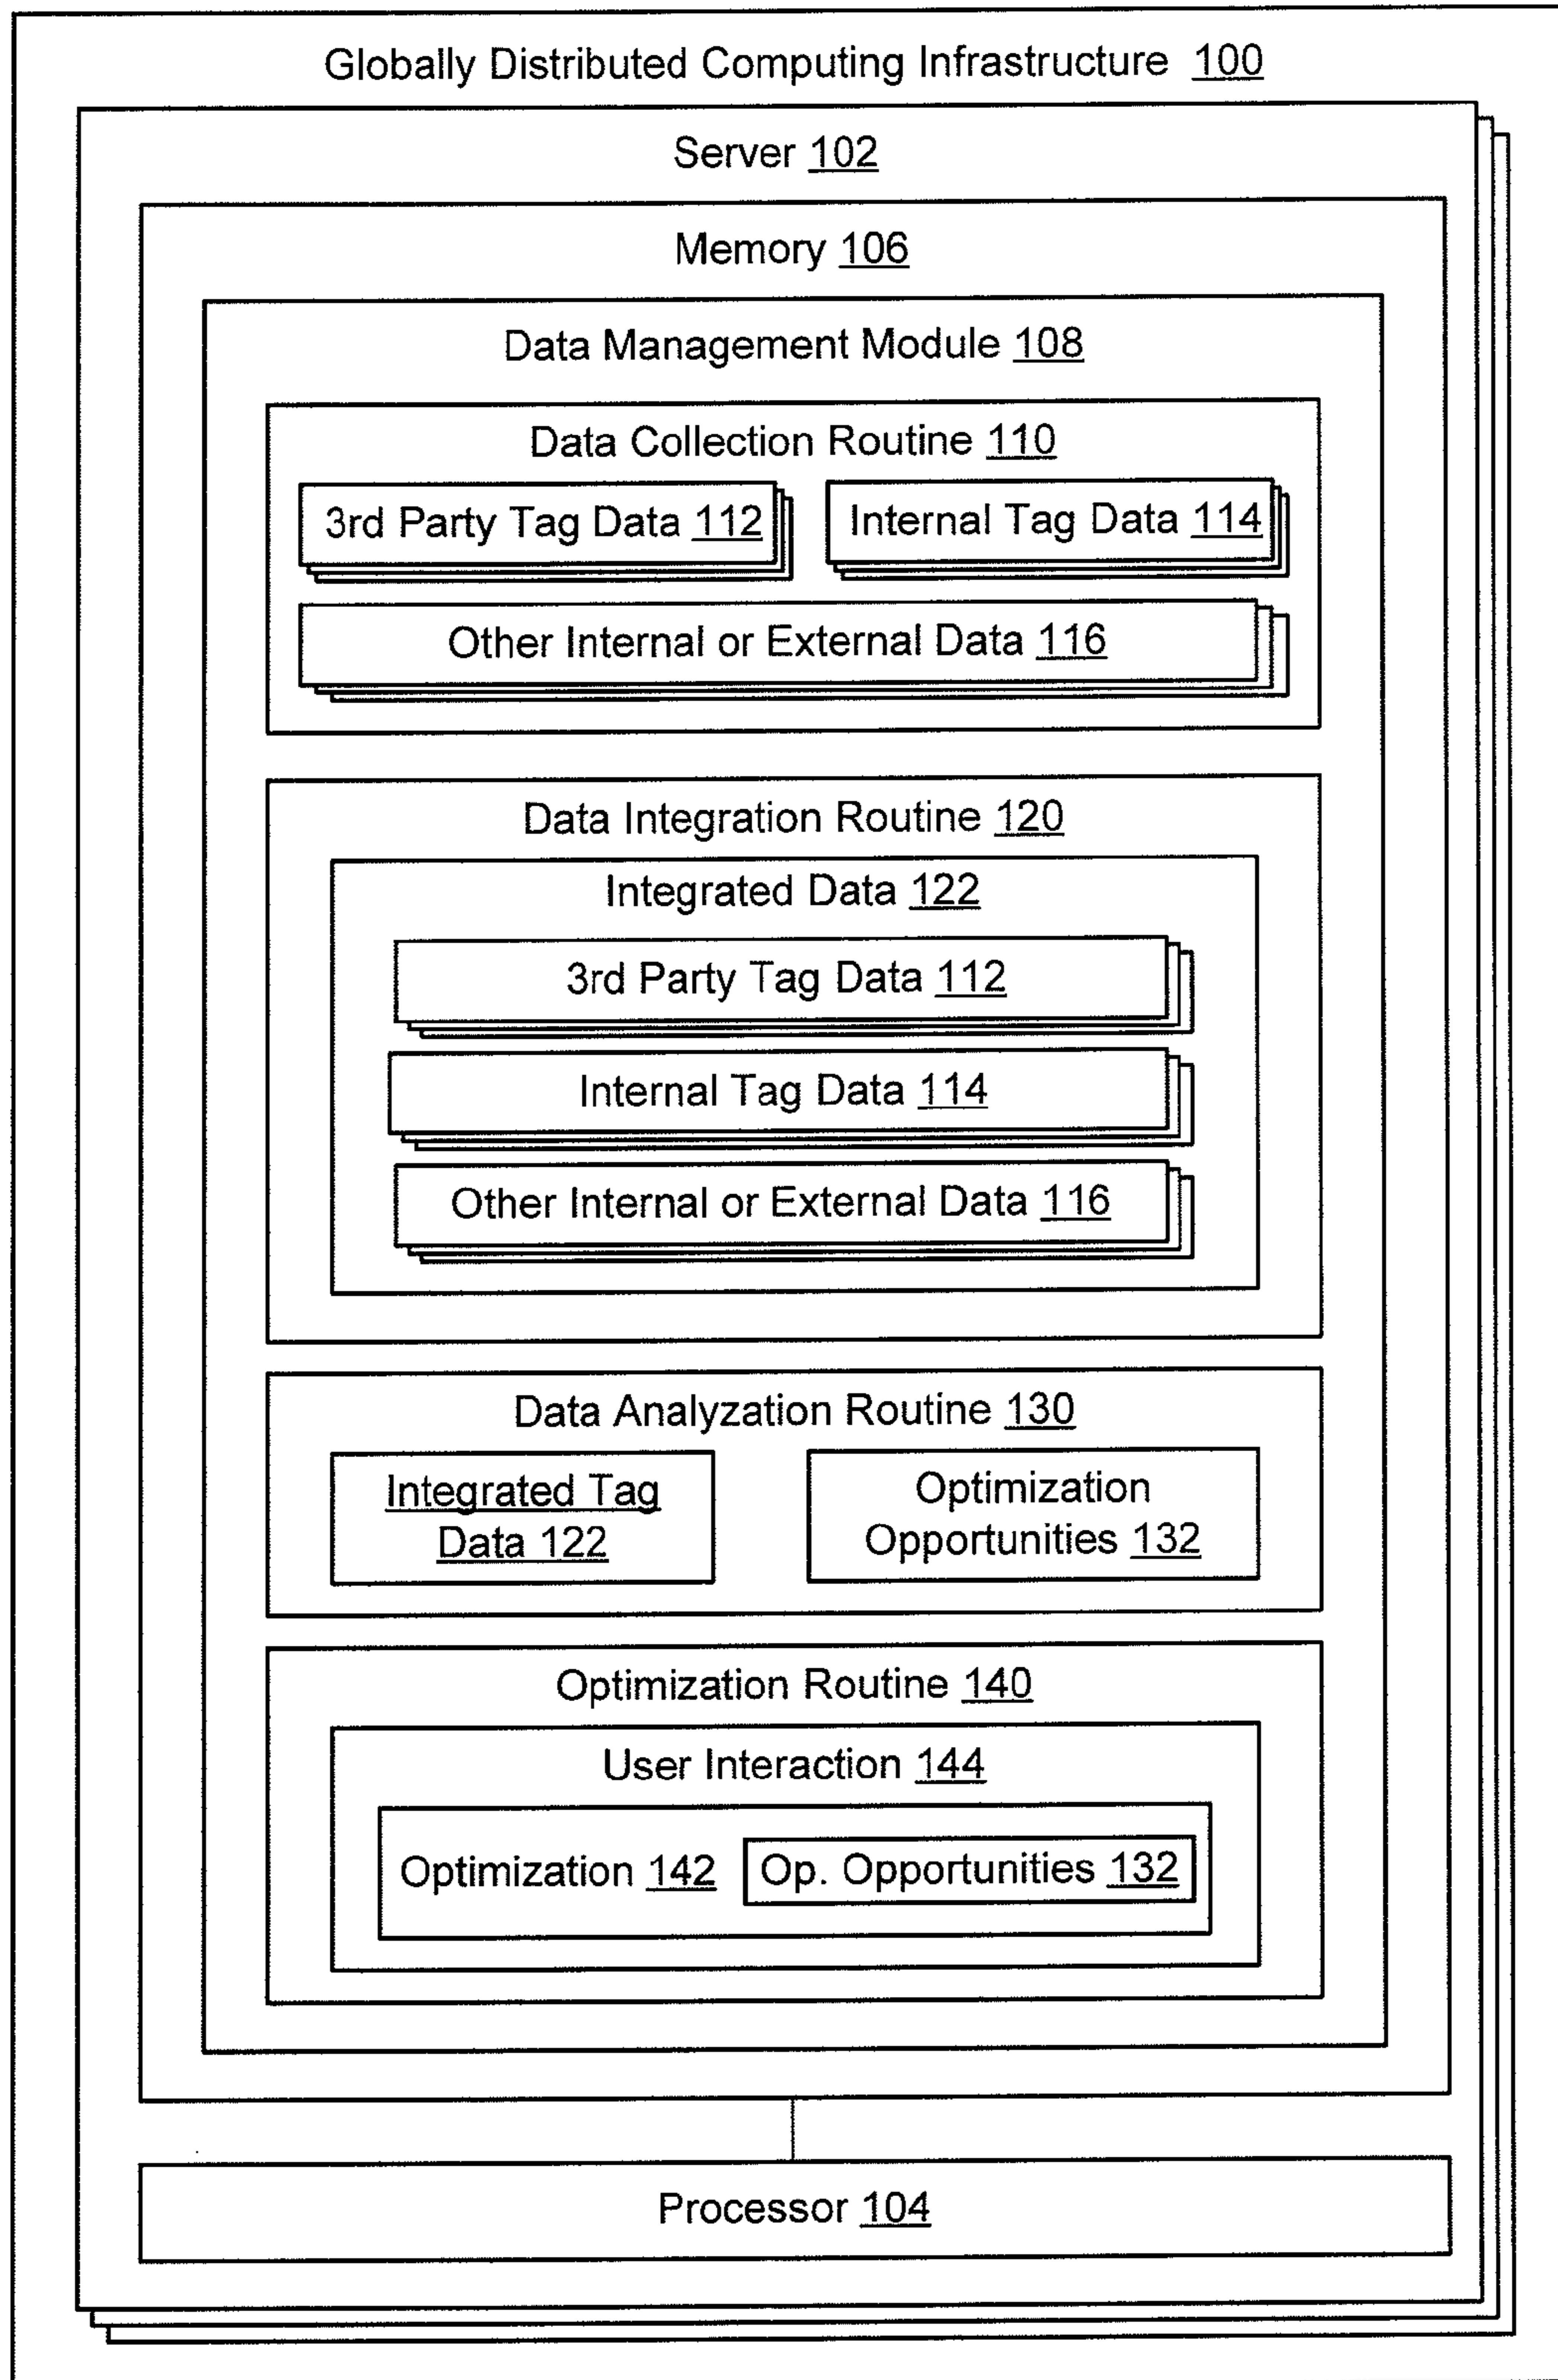 Globally Distributed Computing Infrastructure 100
Server 102
Memory 106
Data Management Module 108
Data Collection Routine 110
3rd Party Tag Data 112
Internal Tag Data 114
Other Internal or External Data 116
Data Integration Routine 120
Integrated Data 122
3rd Party Tag Data 112
Internal Tag Data 114
Other Internal or External Data 116
Data Analyzation Routine 130
Integrated Tag
Data 122
Optimization
Opportunities 132
Optimization Routine 140
User Interaction 144
Optimization 142
Op. Opportunities 132
Processor 104